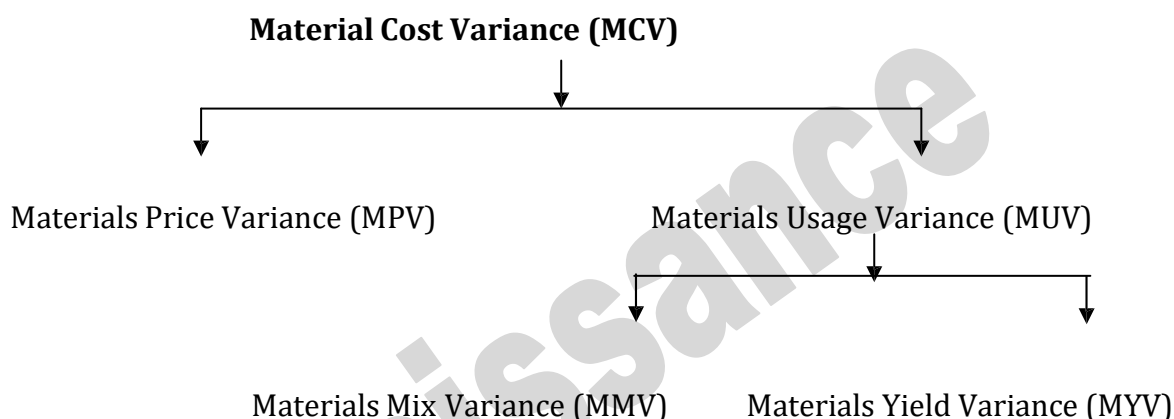 Material Cost Variance (MCV)
Materials Price Variance (MPV) Materials Usage Variance (MUV)
Materials Mix Variance (MMV) Materials Yield Variance (MYV)